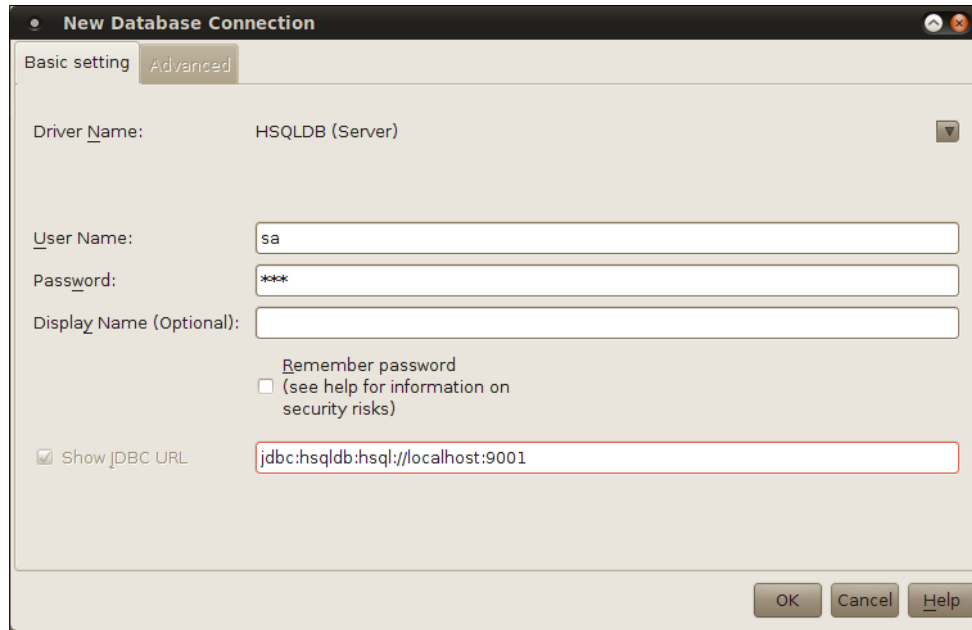 New Database Connection
Basic setting
Advanced
Driver Name:
HSQLDB (Server)
User Name:
sa
Password:
***
Display Name (Optional):
Remember password
(see help for information on
security risks)
Show JDBC URL
jdbc:hsqldb:hsql://localhost:9001
OK
Cancel
Help